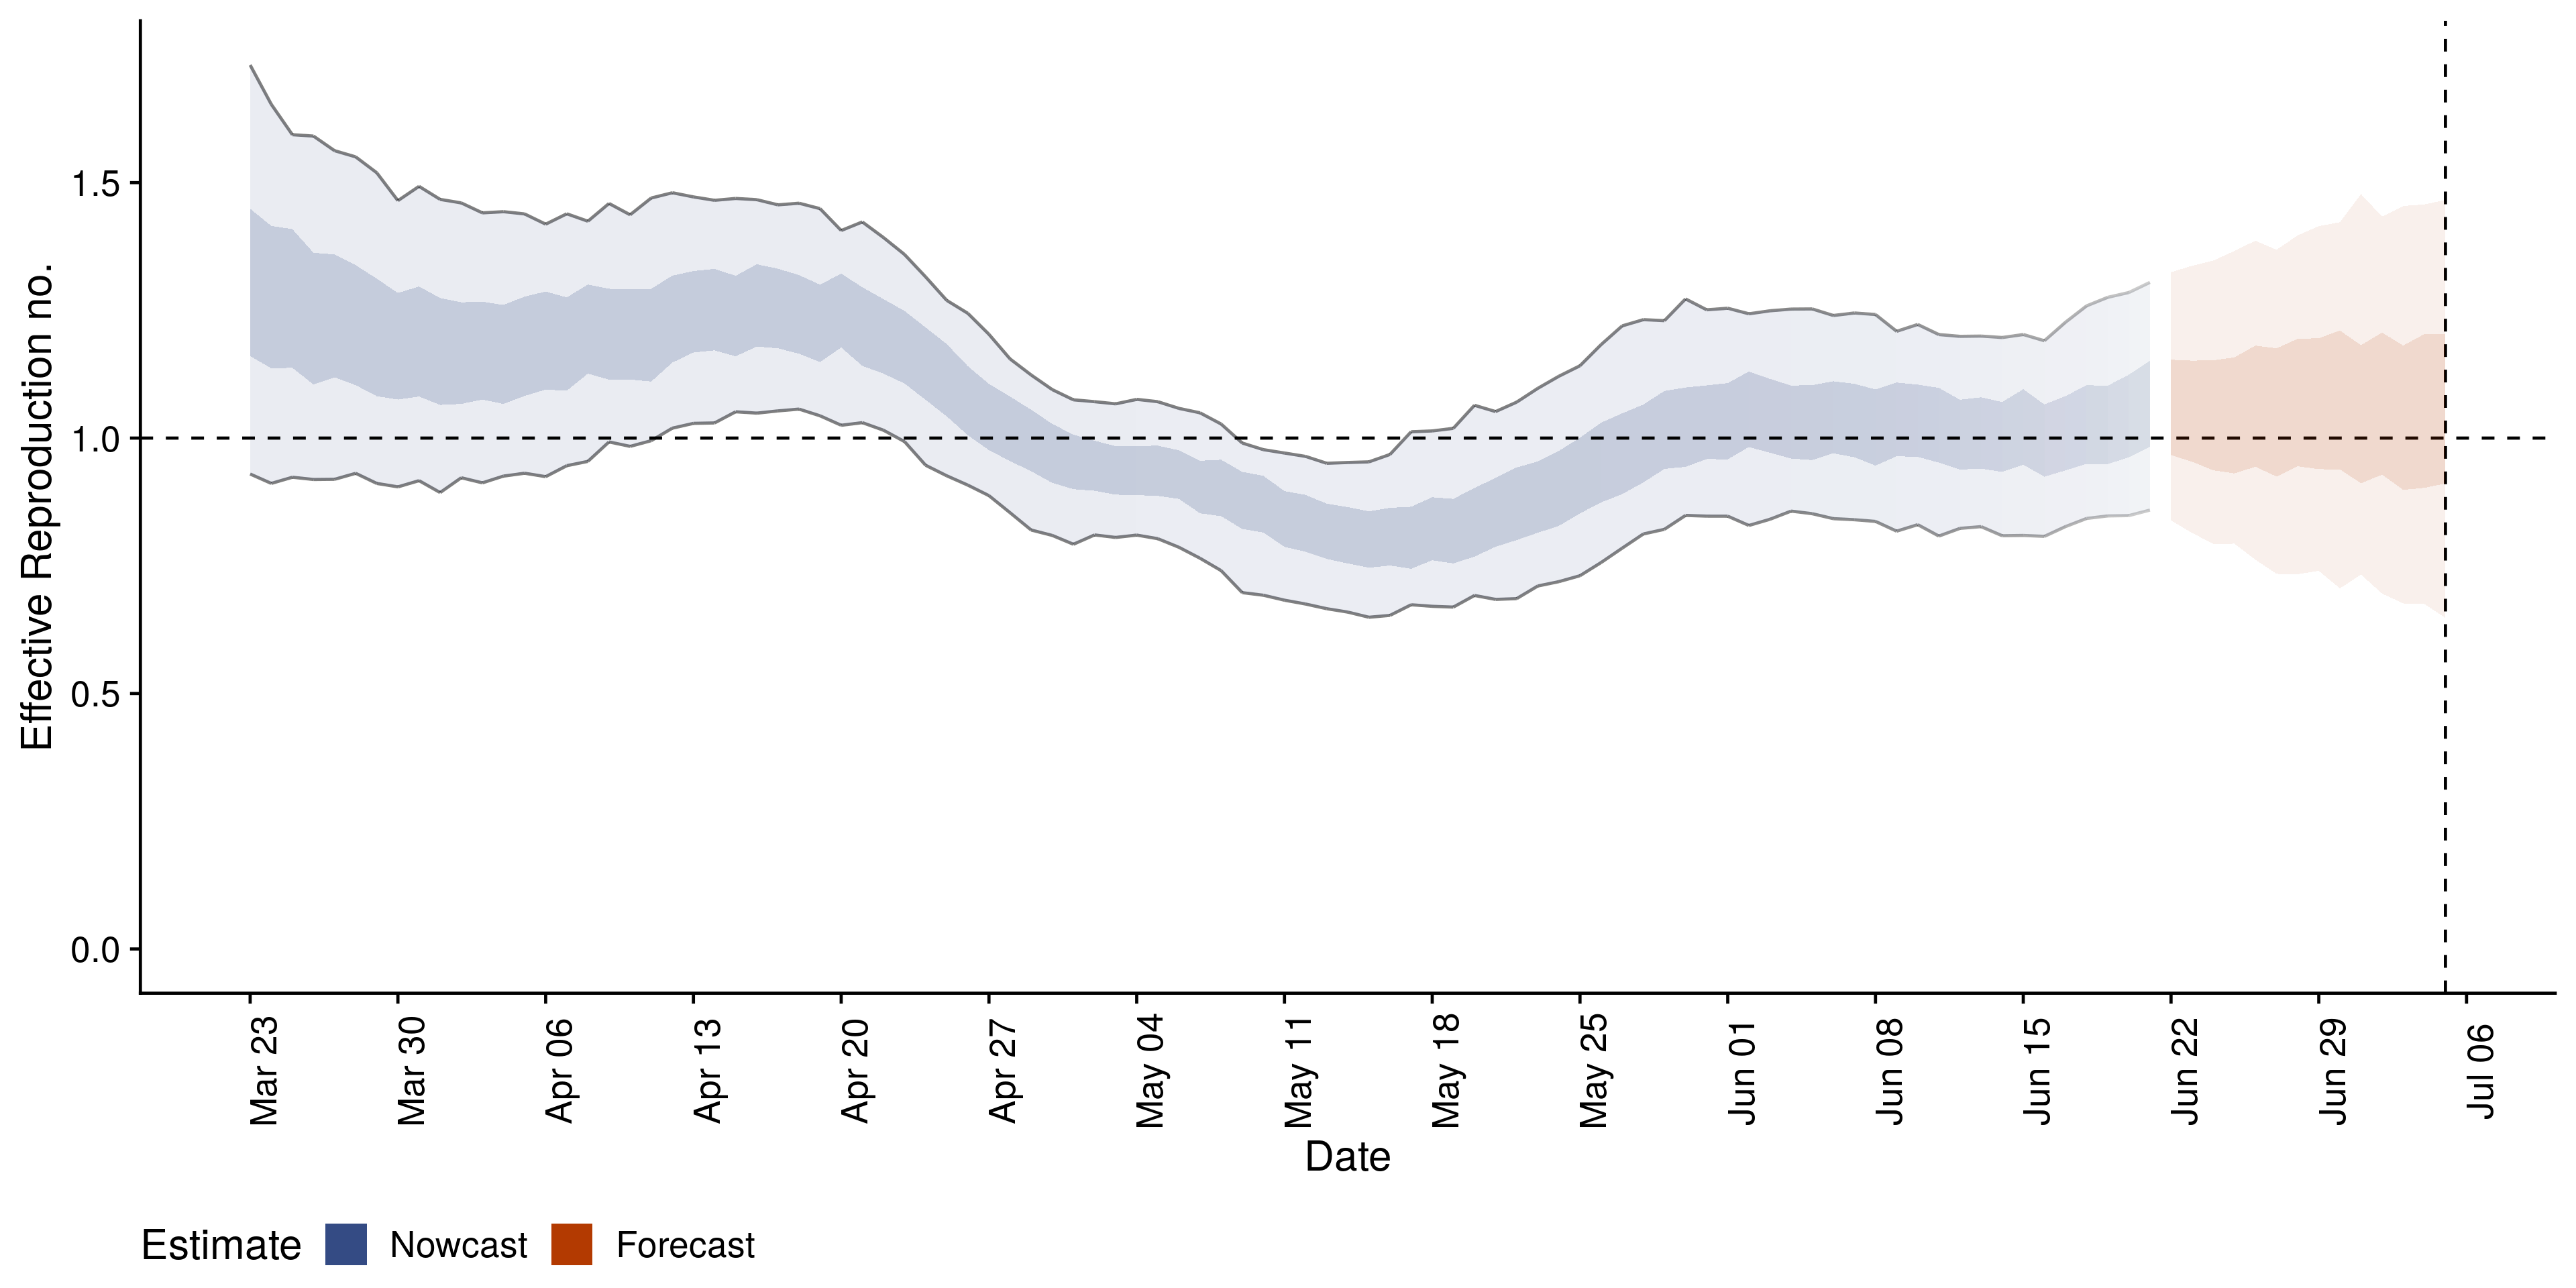 Effective Reproduction no.
1.5
1.0
0.5
0.0
Mar 23
Mar 30
Apr 06
Apr 13
Apr 20
Apr 27
May 04
May 11
May 18
May 25
Jun 01
Jun 08
Jun 15
Jun 22
Jun 29
Jul 06
Date
Estimate Nowcast Forecast